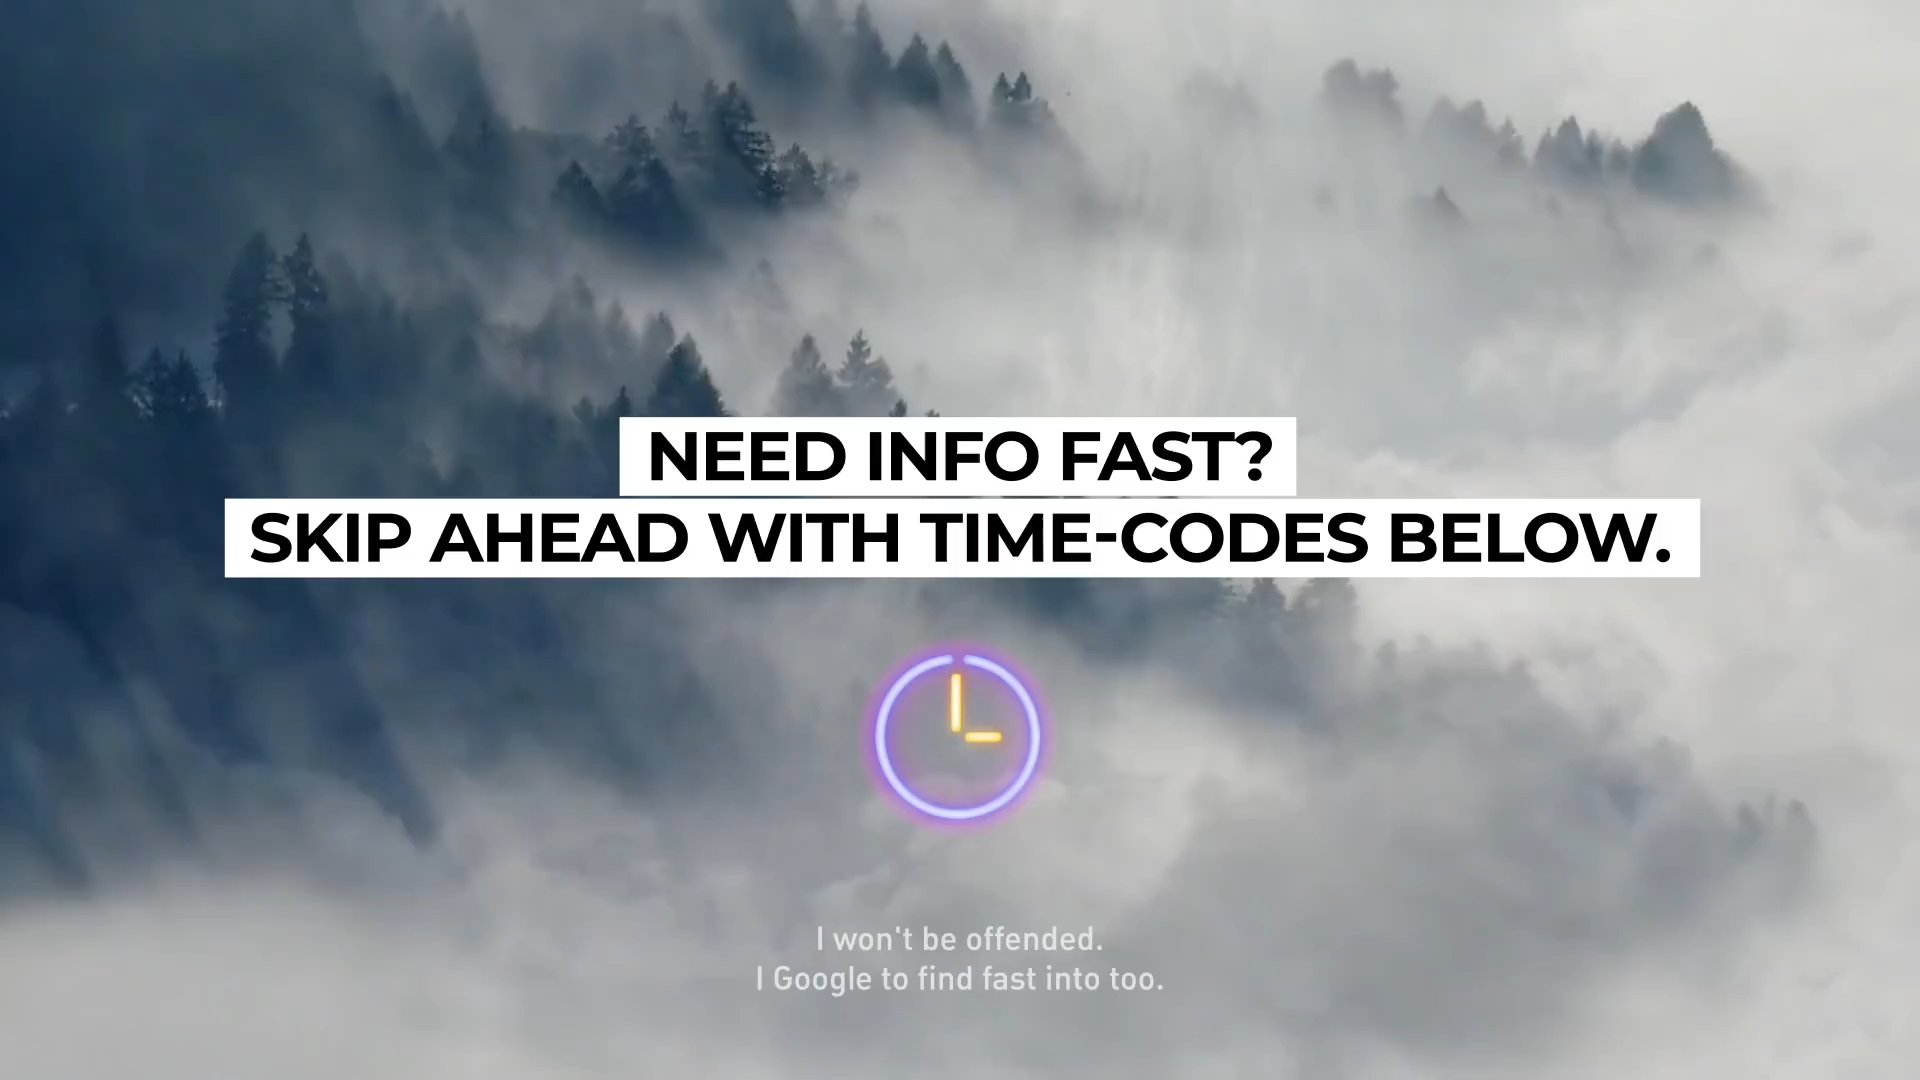 NEED INFO FAST?
SKIP AHEAD WITH TIME-CODES BELOW.
I won't be offended.
I Google to find fast into too.